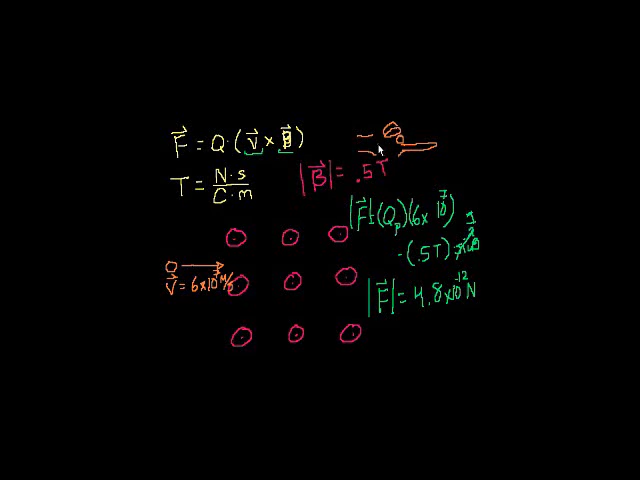 F⃗ = Q · (v⃗ × B⃗)
T = N·s / C·m
|B⃗| = .5T
|F⃗| = (Qp)(6 × 10⁷)
· (.5T)
v⃗ = 6×10⁷ m/s
|F⃗| = 4.8×10⁻¹² N